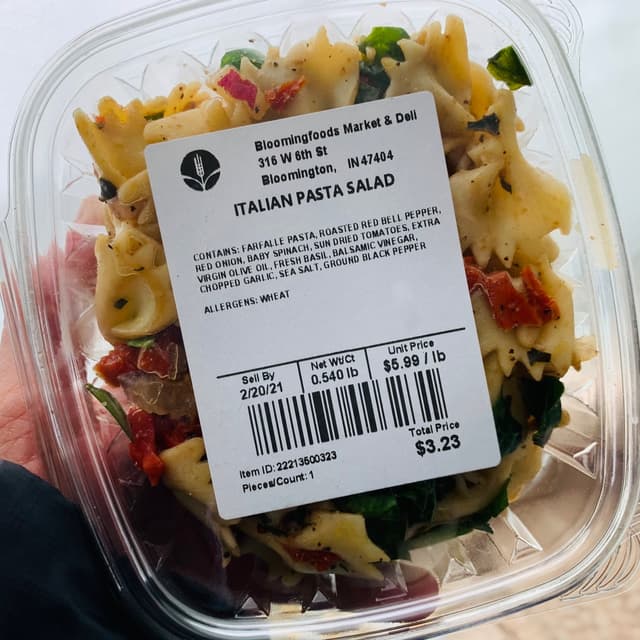 Bloomingfoods Market & Deli
316 W 6th St
Bloomington, IN 47404
ITALIAN PASTA SALAD
CONTAINS: FARFALLE PASTA, ROASTED RED BELL PEPPER,
RED ONION, BABY SPINACH, SUN DRIED TOMATOES, EXTRA
VIRGIN OLIVE OIL, FRESH BASIL, BALSAMIC VINEGAR,
CHOPPED GARLIC, SEA SALT, GROUND BLACK PEPPER
ALLERGENS: WHEAT
Sell By Net Wt/Ct Unit Price
2/20/21 0.540 lb $5.99 / lb
Total Price
Item ID: 22213500323 $3.23
Pieces/Count: 1